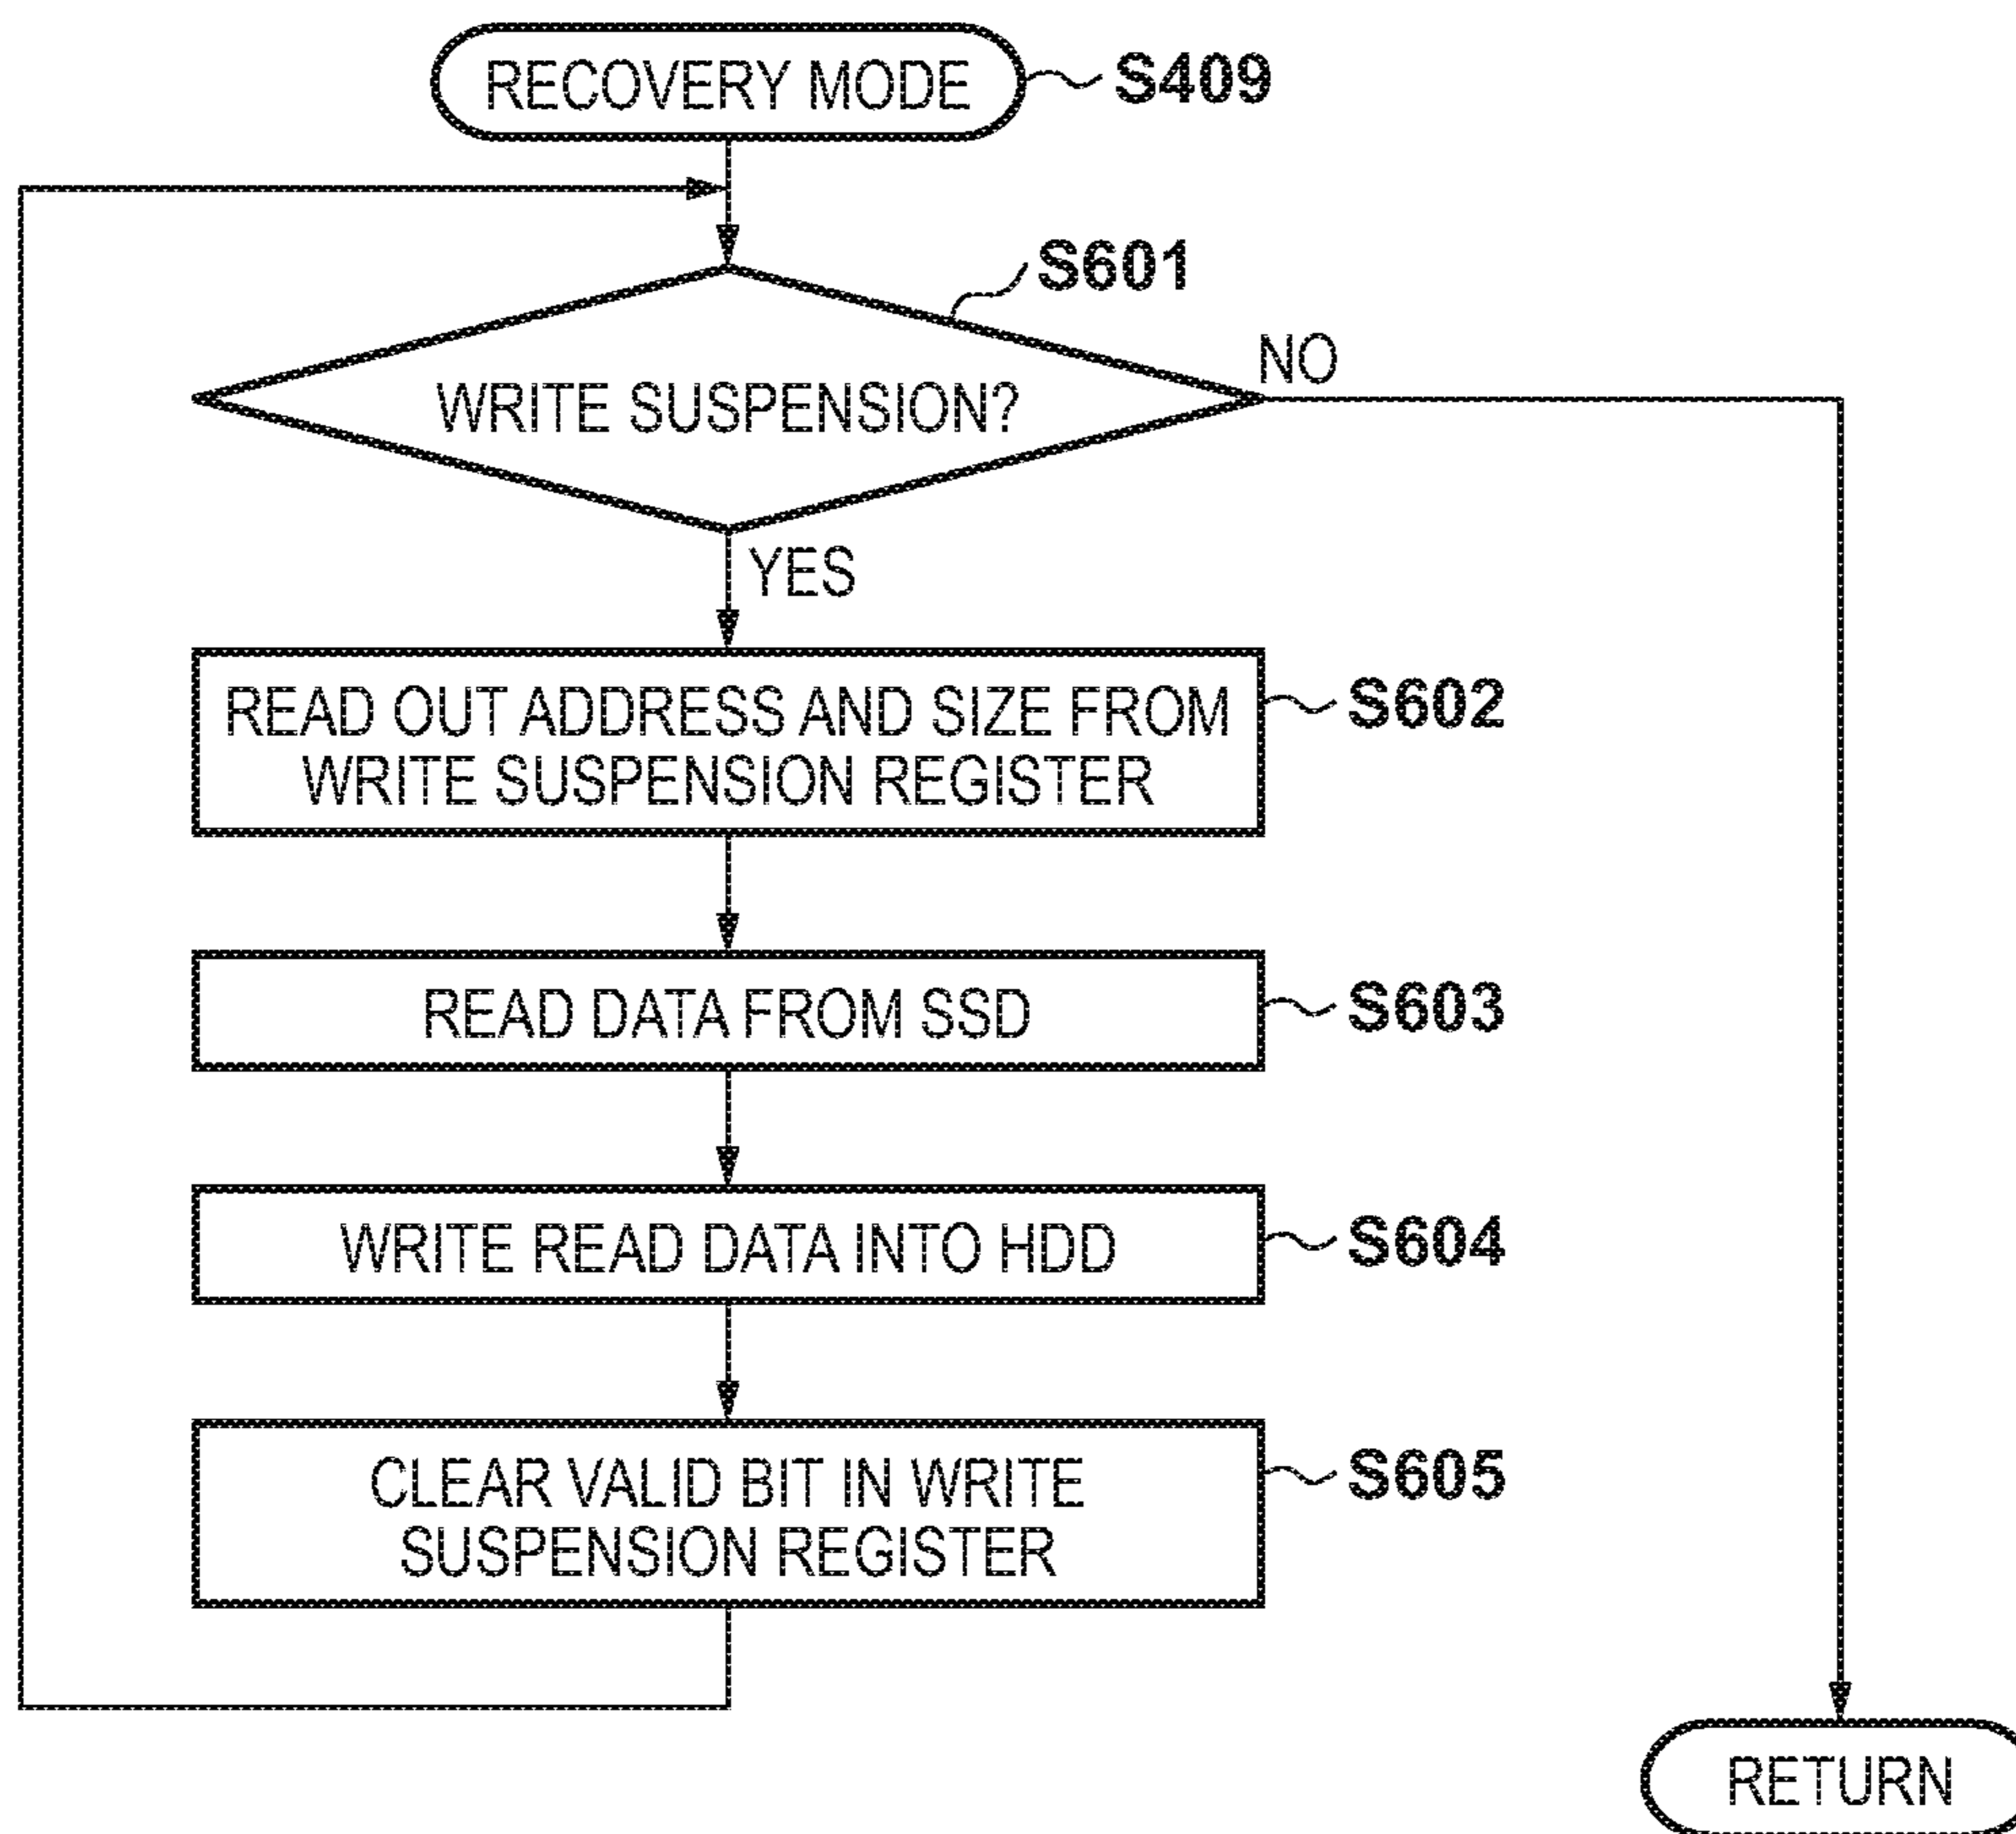 RECOVERY MODE
S409
S601
WRITE SUSPENSION?
NO
YES
READ OUT ADDRESS AND SIZE FROM
WRITE SUSPENSION REGISTER
S602
READ DATA FROM SSD
S603
WRITE READ DATA INTO HDD
S604
CLEAR VALID BIT IN WRITE
SUSPENSION REGISTER
S605
RETURN